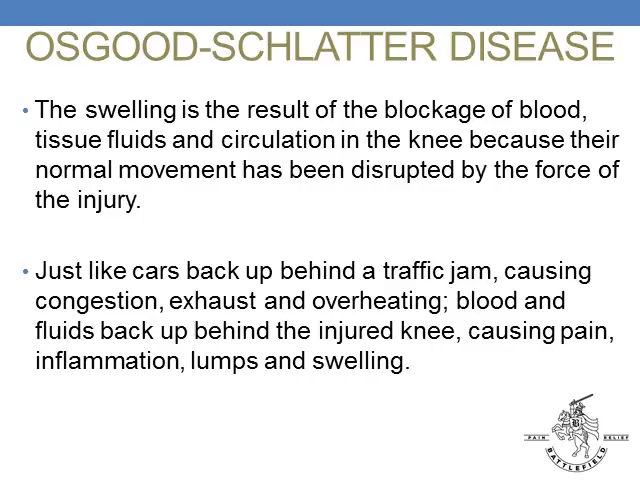 OSGOOD-SCHLATTER DISEASE
• The swelling is the result of the blockage of blood,
tissue fluids and circulation in the knee because their
normal movement has been disrupted by the force of
the injury.
• Just like cars back up behind a traffic jam, causing
congestion, exhaust and overheating; blood and
fluids back up behind the injured knee, causing pain,
inflammation, lumps and swelling.
B
PAIN RELIEF
BATTLEFIELD